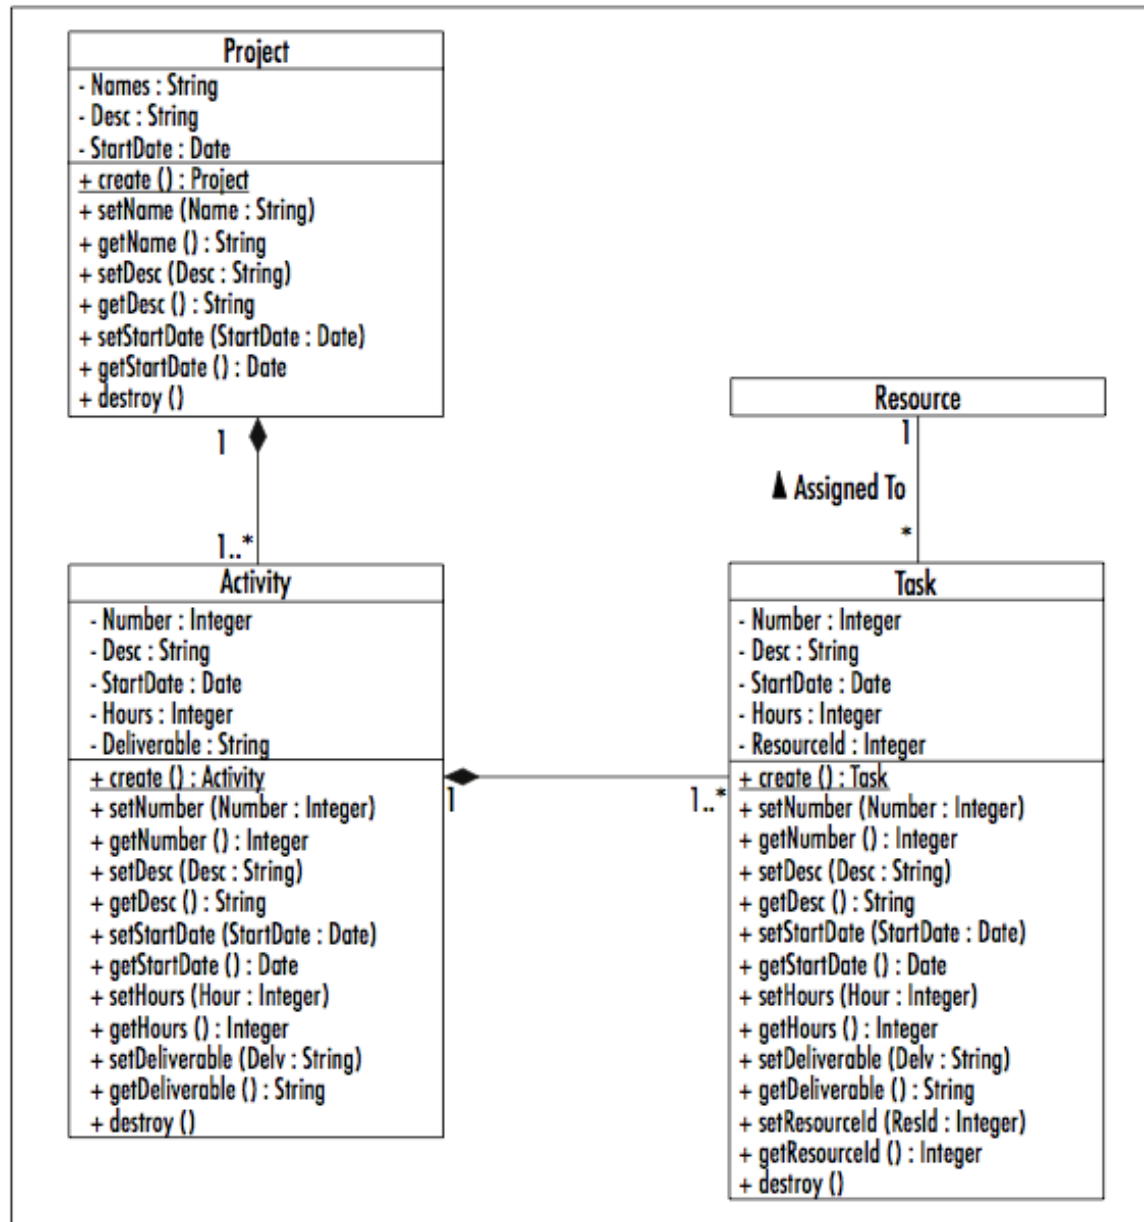 Project
- Names : String
- Desc : String
- StartDate : Date
+ create () : Project
+ setName (Name : String)
+ getName () : String
+ setDesc (Desc : String)
+ getDesc () : String
+ setStartDate (StartDate : Date)
+ getStartDate () : Date
+ destroy ()
1
1..*
Resource
1
▲ Assigned To
*
Activity
- Number : Integer
- Desc : String
- StartDate : Date
- Hours : Integer
- Deliverable : String
+ create () : Activity
+ setNumber (Number : Integer)
+ getNumber () : Integer
+ setDesc (Desc : String)
+ getDesc () : String
+ setStartDate (StartDate : Date)
+ getStartDate () : Date
+ setHours (Hour : Integer)
+ getHours () : Integer
+ setDeliverable (Delv : String)
+ getDeliverable () : String
+ destroy ()
1
1..*
Task
- Number : Integer
- Desc : String
- StartDate : Date
- Hours : Integer
- ResourceId : Integer
+ create () : Task
+ setNumber (Number : Integer)
+ getNumber () : Integer
+ setDesc (Desc : String)
+ getDesc () : String
+ setStartDate (StartDate : Date)
+ getStartDate () : Date
+ setHours (Hour : Integer)
+ getHours () : Integer
+ setDeliverable (Delv : String)
+ getDeliverable () : String
+ setResourceId (ResId : Integer)
+ getResourceId () : Integer
+ destroy ()